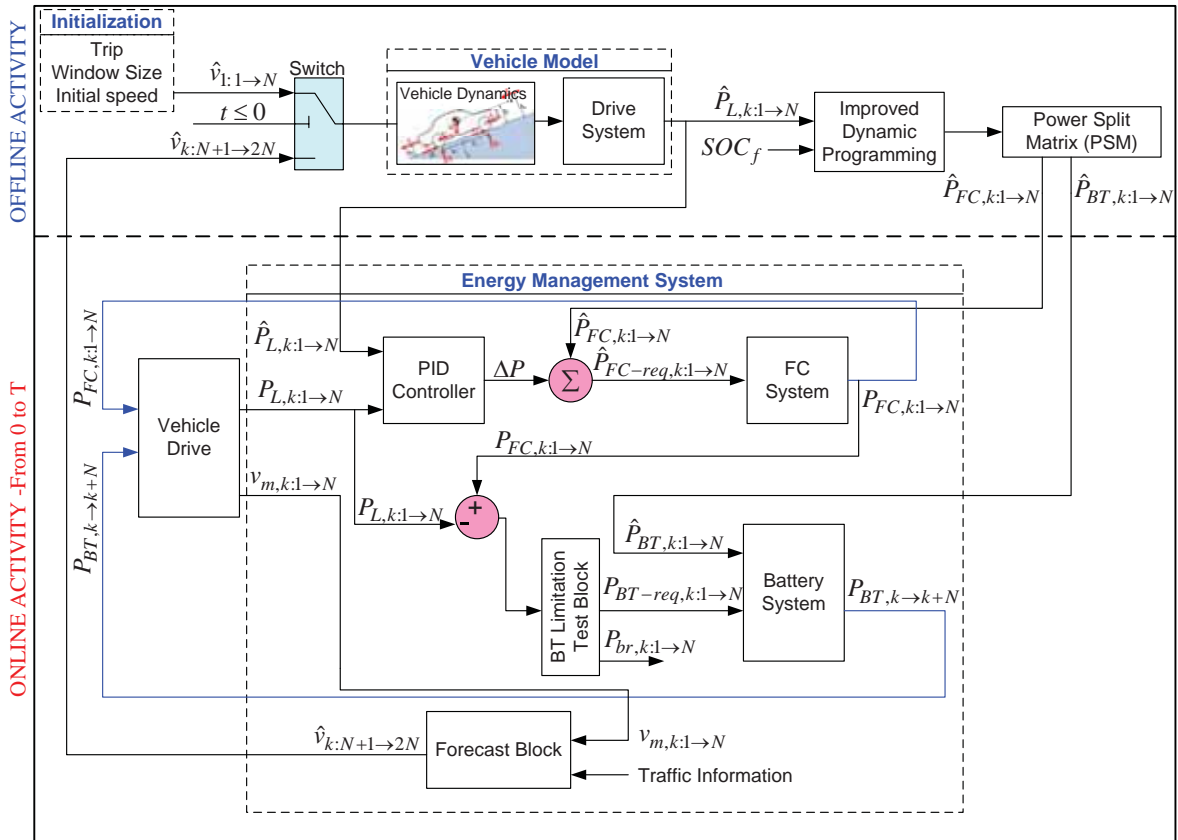 OFFLINE ACTIVITY
Initialization
Trip
Window Size
Initial speed
v̂1: 1→N
t ≤ 0
v̂k:N+1→2N
Switch
Vehicle Model
Vehicle Dynamics
Drive
System
P̂L,k:1→N
SOCf
Improved
Dynamic
Programming
Power Split
Matrix (PSM)
P̂FC,k:1→N
P̂BT,k:1→N
ONLINE ACTIVITY -From 0 to T
Energy Management System
P̂L,k:1→N
PID
Controller
ΔP
P̂FC,k:1→N
Σ
P̂FC−req,k:1→N
FC
System
PFC,k:1→N
PFC,k:1→N
PBT,k→k+N
Vehicle
Drive
PL,k:1→N
vm,k:1→N
PFC,k:1→N
PL,k:1→N
+
-
BT Limitation
Test Block
P̂BT,k:1→N
PBT−req,k:1→N
Pbr,k:1→N
Battery
System
PBT,k→k+N
v̂k:N+1→2N
Forecast Block
vm,k:1→N
Traffic Information